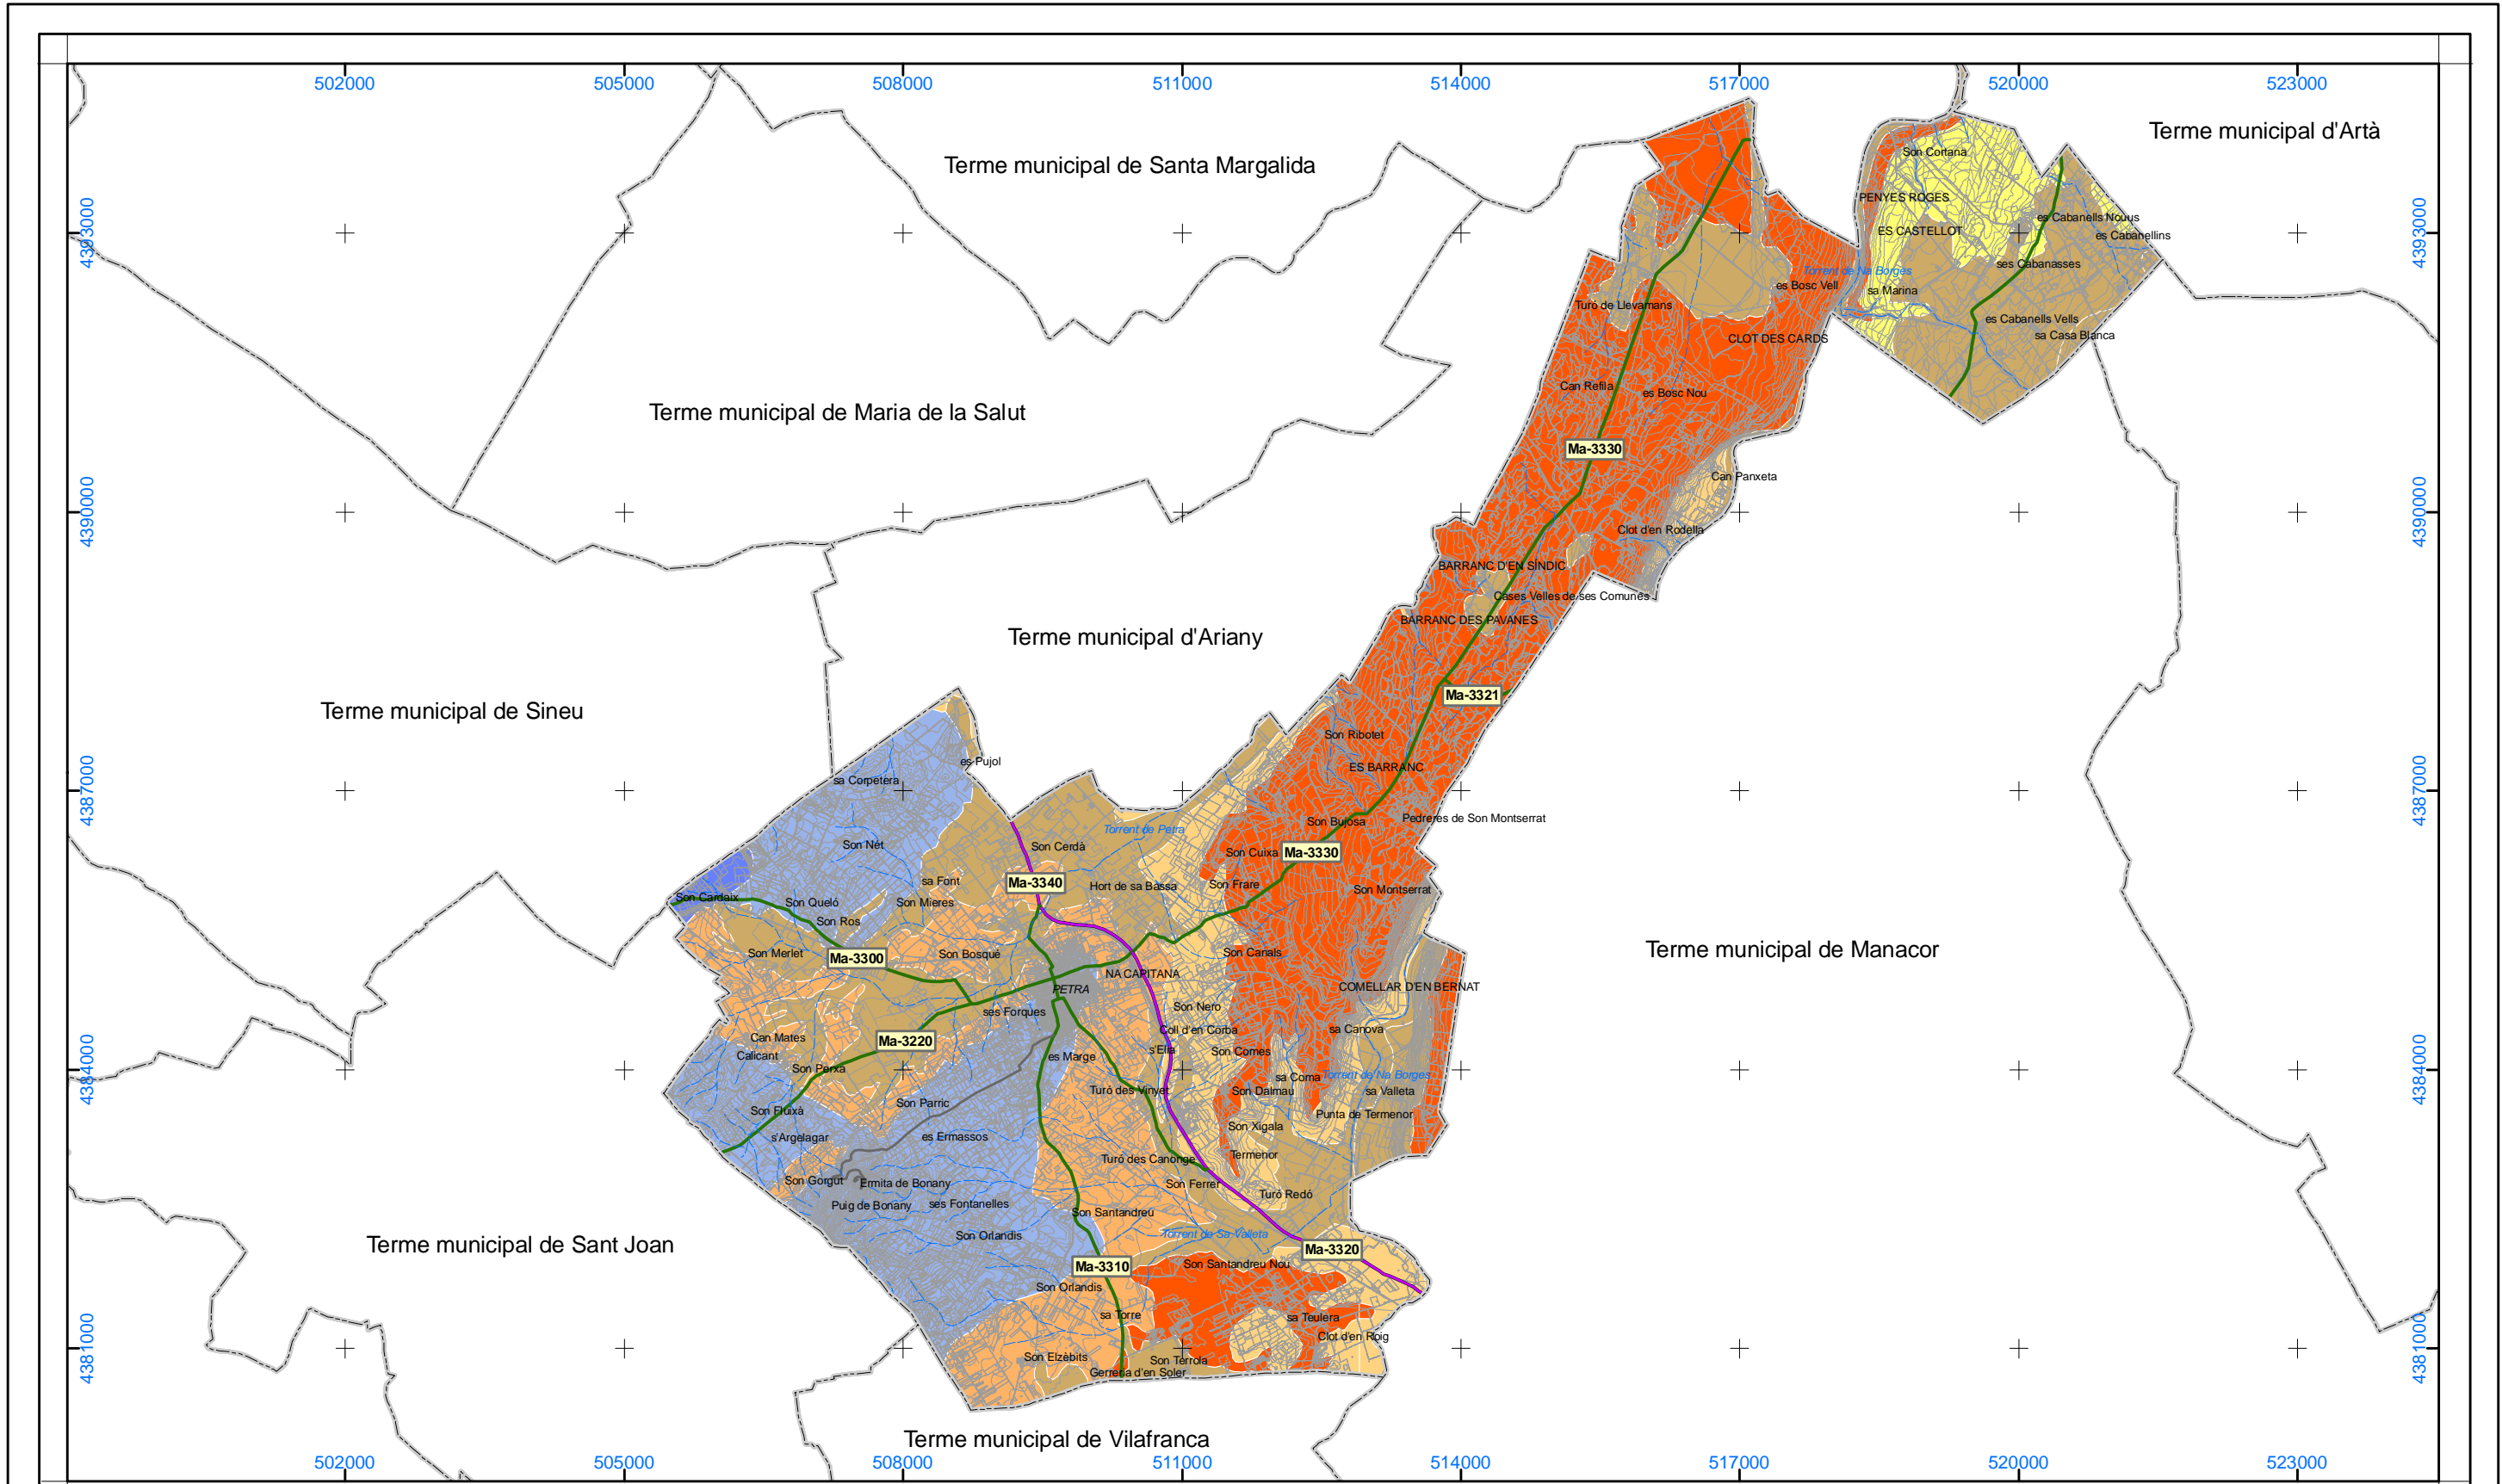 502000
505000
508000
511000
514000
517000
520000
523000
Terme municipal d'Artà
Terme municipal de Santa Margalida
Son Cortana
PENYES ROGES
es Cabanells Nouus
ES CASTELLOT
es Cabanellins
4393000
4393000
ses Cabanasses
Torrent de Na Borges
es Bosc Vell
sa Marina
Turó de Llevamans
es Cabanells Vells
sa Casa Blanca
CLOT DES CARDS
Can Refila
es Bosc Nou
Terme municipal de Maria de la Salut
Ma-3330
Can Panxeta
4390000
4390000
Clot d'en Rodella
BARRANC D'EN SÍNDIC
Cases Velles de ses Comunes
BARRANC DES PAVANES
Terme municipal d'Ariany
Ma-3321
Terme municipal de Sineu
Son Ribotet
es Pujol
ES BARRANC
sa Corpetera
4387000
4387000
Pedreres de Son Montserrat
Son Bujosa
Torrent de Petra
Son Nét
Son Cerdà
Son Cuixa
Ma-3330
sa Font
Ma-3340
Hort de sa Bassa
Son Frare
Son Montserrat
Son Cardaix
Son Queló
Son Mieres
Son Ros
Terme municipal de Manacor
Son Merlet
Ma-3300
Son Bosqué
Son Canals
NA CAPITANA
PETRA
COMELLAR D'EN BERNAT
Son Nero
ses Forques
Coll d'en Corba
sa Canova
Can Mates
Ma-3220
Calicant
es Marge
s'Elia
Son Comes
4384000
4384000
Son Perxa
sa Coma
Torrent de Na Borges
Turó des Vinyet
Son Dalmau
sa Valleta
Son Fluixà
Son Parric
Punta de Termenor
s'Argelagar
es Ermassos
Son Xigala
Turó des Canonge
Termenor
Son Gorgut
Ermita de Bonany
Son Ferrer
Turó Redó
Puig de Bonany
ses Fontanelles
Son Santandreu
Son Orlandis
Torrent de Sa Valleta
Terme municipal de Sant Joan
Ma-3320
Ma-3310
Son Santandreu Nou
Son Orlandis
sa Torre
sa Teulera
Clot d'en Roig
4381000
4381000
Son Elzèbits
Son Terrola
Gerreria d'en Soler
Terme municipal de Vilafranca
502000
505000
508000
511000
514000
517000
520000
523000